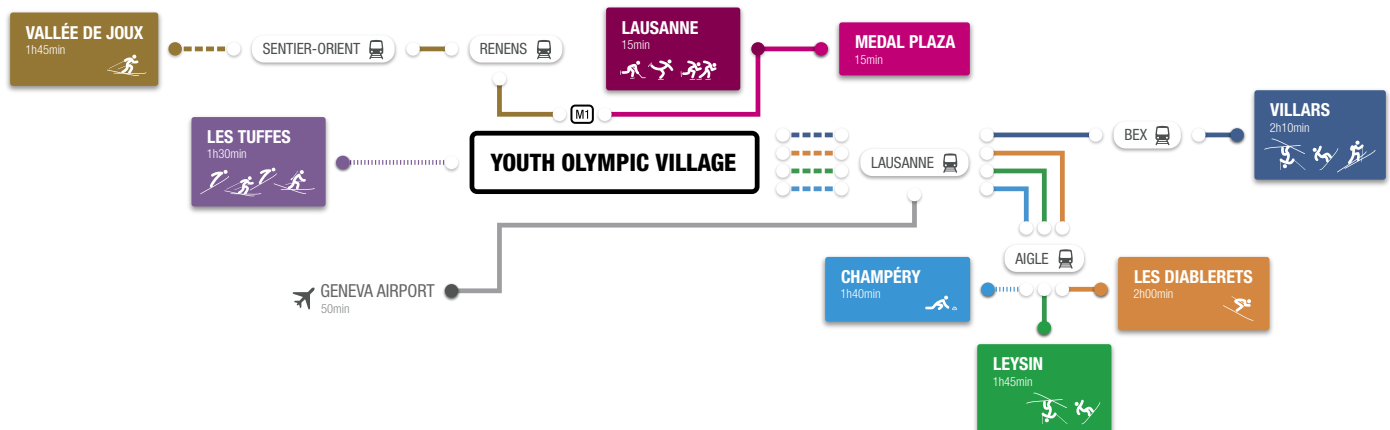 VALLÉE DE JOUX
1h45min
SENTIER-ORIENT
RENENS
LAUSANNE
15min
MEDAL PLAZA
15min
M1
LES TUFFES
1h30min
YOUTH OLYMPIC VILLAGE
LAUSANNE
BEX
VILLARS
2h10min
GENEVA AIRPORT
50min
AIGLE
CHAMPÉRY
1h40min
LES DIABLERETS
2h00min
LEYSIN
1h45min